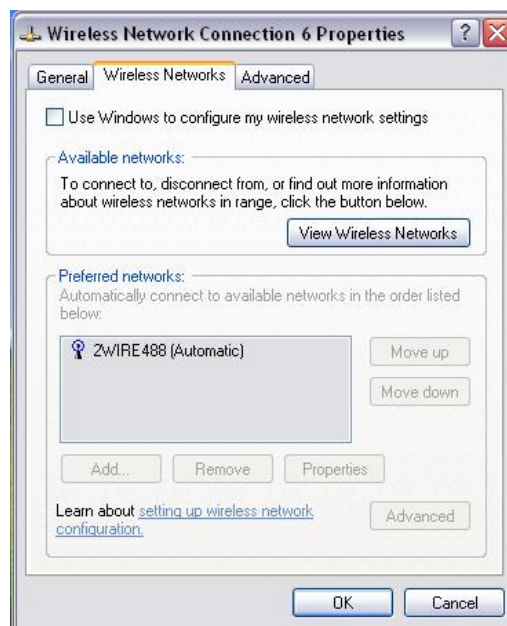 Wireless Network Connection 6 Properties
General Wireless Networks Advanced
Use Windows to configure my wireless network settings
Available networks:
To connect to, disconnect from, or find out more information
about wireless networks in range, click the button below.
View Wireless Networks
Preferred networks:
Automatically connect to available networks in the order listed
below:
2WIRE488 (Automatic)
Move up
Move down
Add... Remove Properties
Learn about setting up wireless network
configuration.
Advanced
OK Cancel